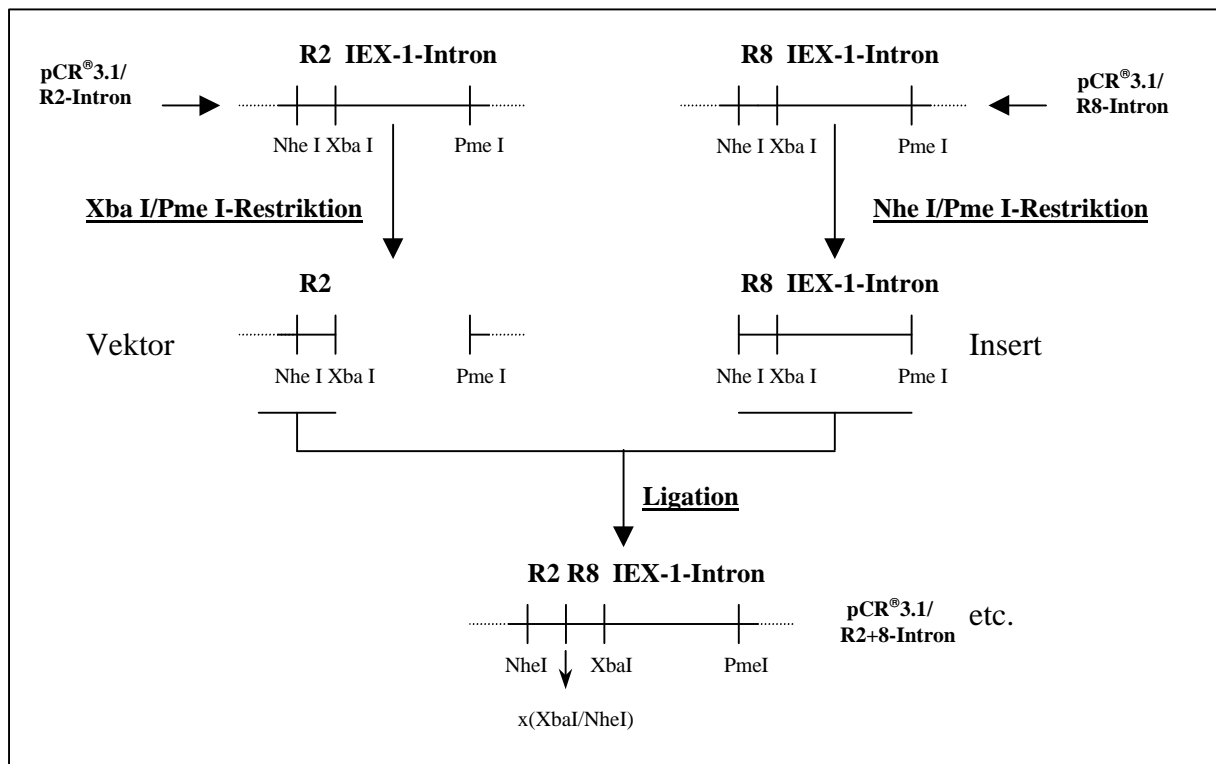 R2 IEX-1-Intron
R8 IEX-1-Intron
pCR®3.1/
R2-Intron
pCR®3.1/
R8-Intron
Nhe I Xba I Pme I
Nhe I Xba I Pme I
Xba I/Pme I-Restriktion
Nhe I/Pme I-Restriktion
R2
R8 IEX-1-Intron
Vektor
Insert
Nhe I Xba I Pme I
Nhe I Xba I Pme I
Ligation
R2 R8 IEX-1-Intron
pCR®3.1/
R2+8-Intron
etc.
NheI XbaI PmeI
x(XbaI/NheI)